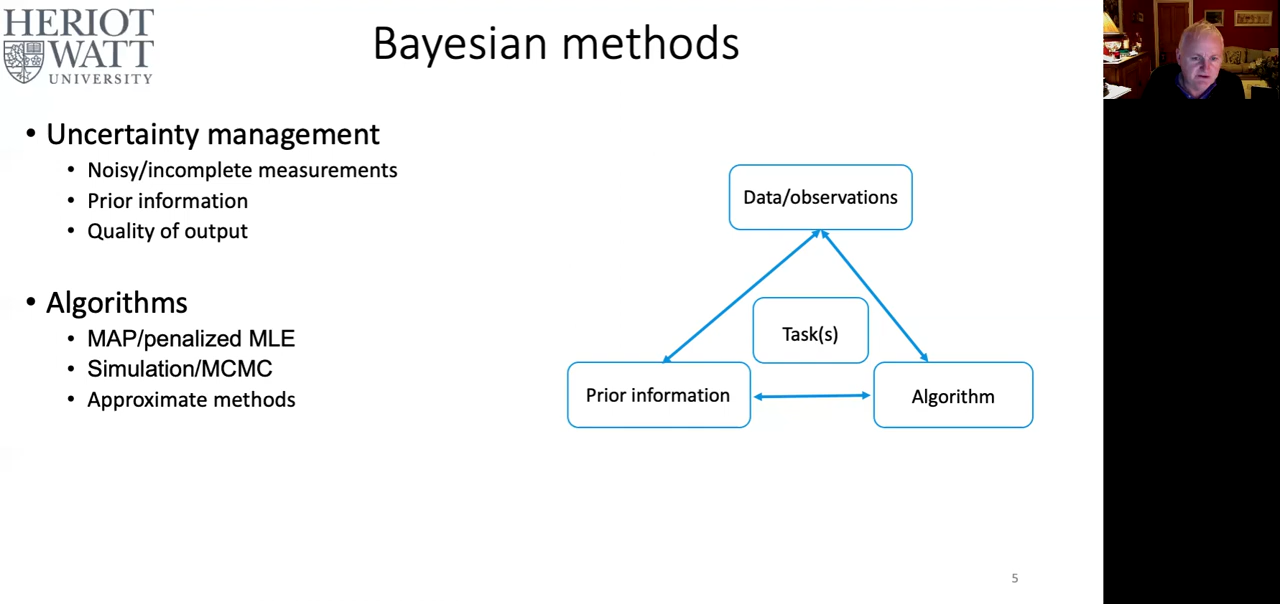 HERIOT
WATT
UNIVERSITY
Bayesian methods
• Uncertainty management
• Noisy/incomplete measurements
• Prior information
• Quality of output
• Algorithms
• MAP/penalized MLE
• Simulation/MCMC
• Approximate methods
Data/observations
Task(s)
Prior information
Algorithm
5